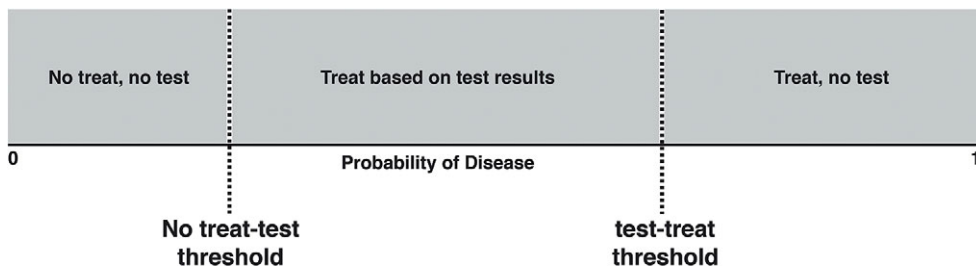 No treat, no test Treat based on test results Treat, no test
0 Probability of Disease 1
No treat-test test-treat
threshold threshold